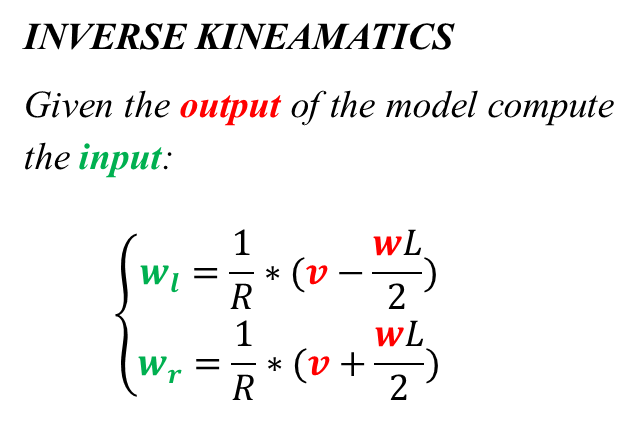 INVERSE KINEAMATICS
Given the output of the model compute
the input:
w_l = 1/R * (v − wL/2)
w_r = 1/R * (v + wL/2)